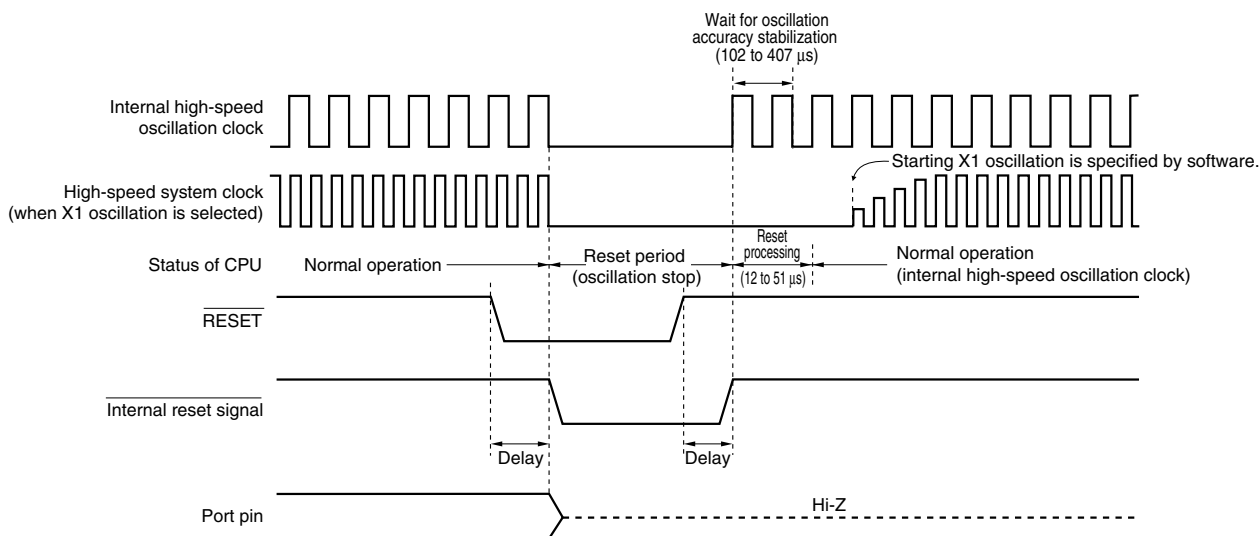 Wait for oscillation
accuracy stabilization
(102 to 407 μs)
Internal high-speed
oscillation clock
Starting X1 oscillation is specified by software.
High-speed system clock
(when X1 oscillation is selected)
Status of CPU
Normal operation
Reset period
(oscillation stop)
Reset
processing
(12 to 51 μs)
Normal operation
(internal high-speed oscillation clock)
RESET
Internal reset signal
Delay
Delay
Port pin
Hi-Z